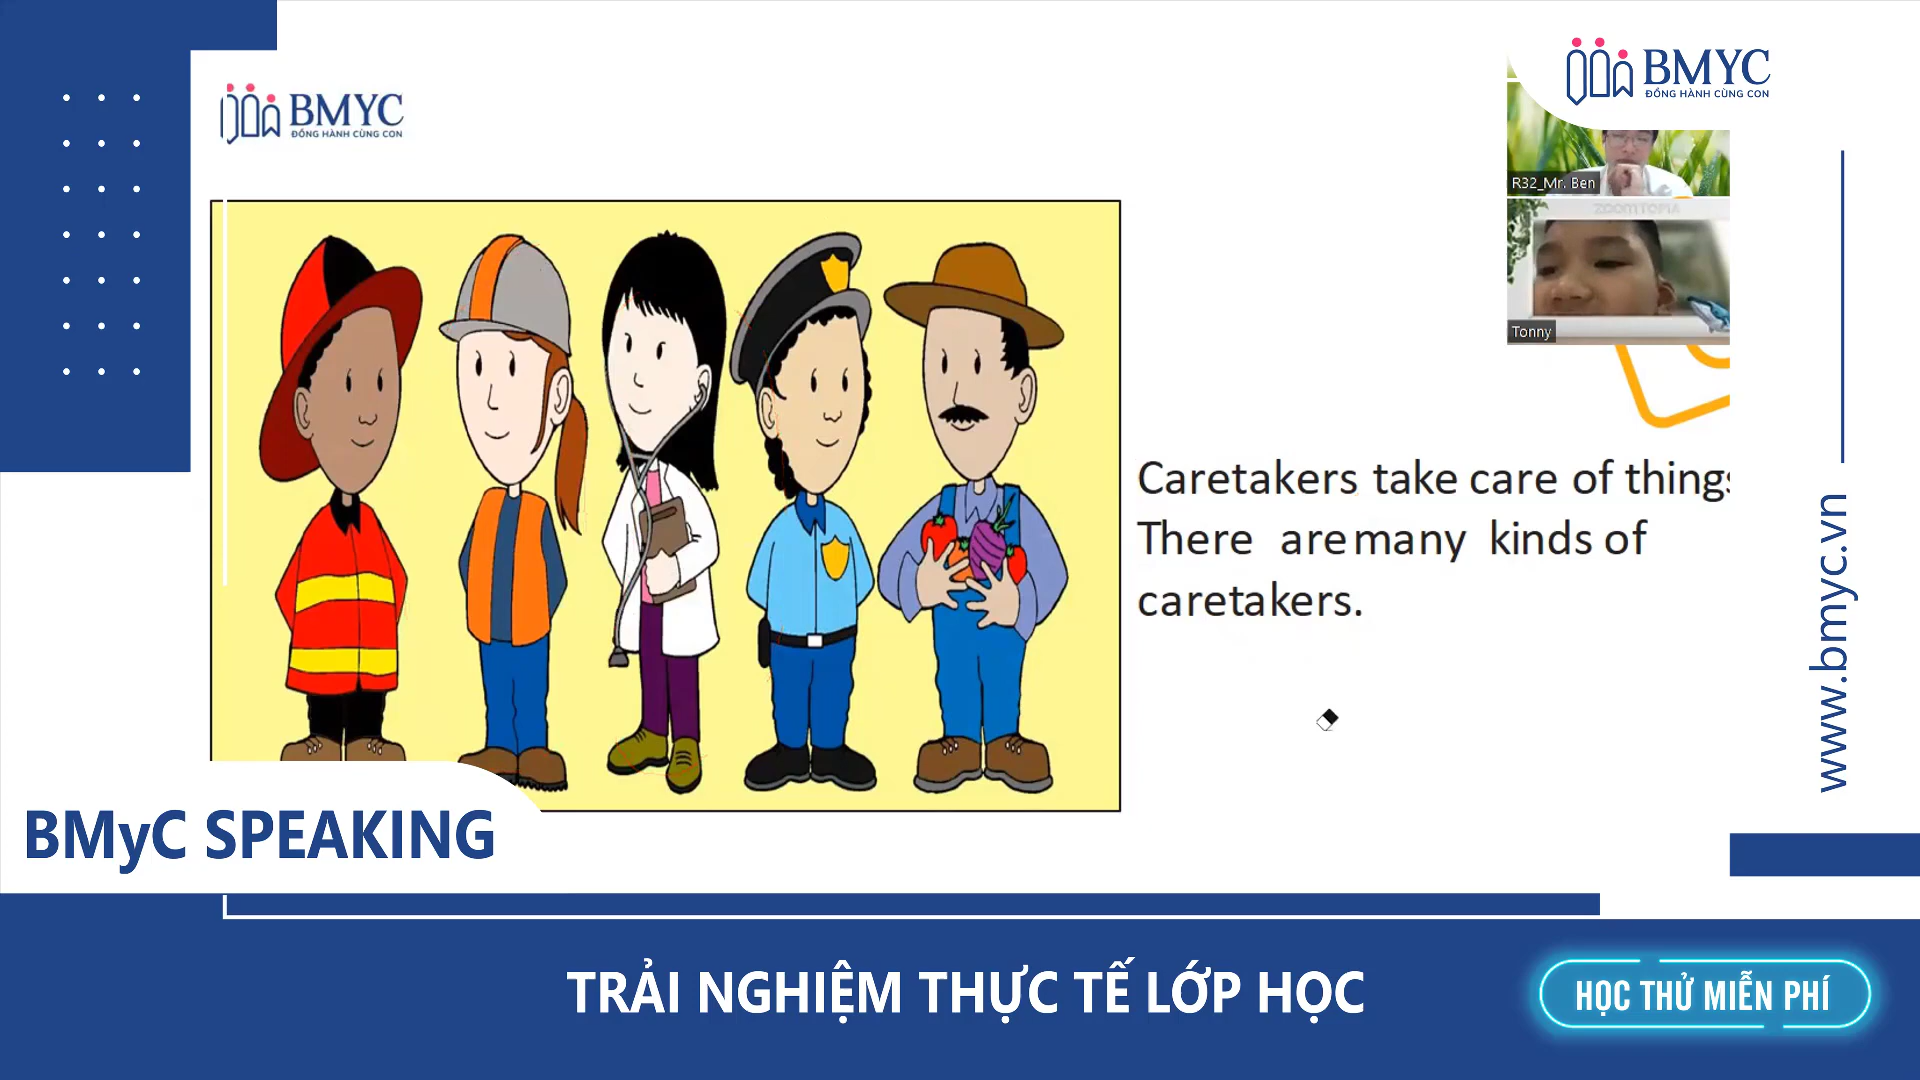 BMYC
ĐỒNG HÀNH CÙNG CON
BMYC
ĐỒNG HÀNH CÙNG CON
R32_Mr. Ben
ZOOMTOPIA
Tonny
Caretakers take care of things
There are many kinds of
caretakers.
www.bmyc.vn
BMyC SPEAKING
TRẢI NGHIỆM THỰC TẾ LỚP HỌC
HỌC THỬ MIỄN PHÍ